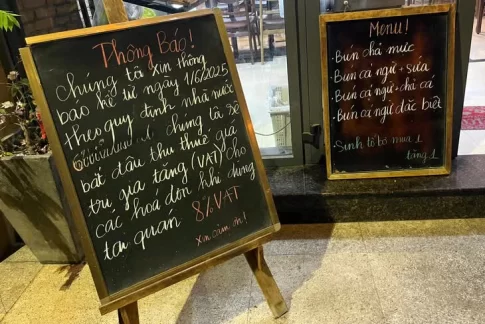 Thông Báo!
Chúng tôi xin thông
báo kể từ ngày 1/6/2025
theo quy định nhà nước
chúng tôi sẽ
bắt đầu thu thuế giá
trị gia tăng (VAT) cho
các hoá đơn khi dùng
tại quán 8% VAT
Xin cảm ơn!
Menu!
. Bún chả mực
. Bún cá ngừ + sứa
. Bún cá ngừ + chả cá
. Bún cá ngừ đặc biệt
. Sinh tố bơ mua 1
tặng 1